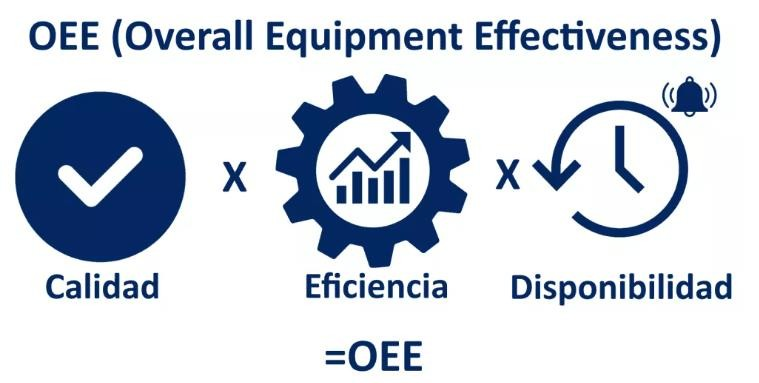 OEE (Overall Equipment Effectiveness)
X X
Calidad Eficiencia Disponibilidad
=OEE